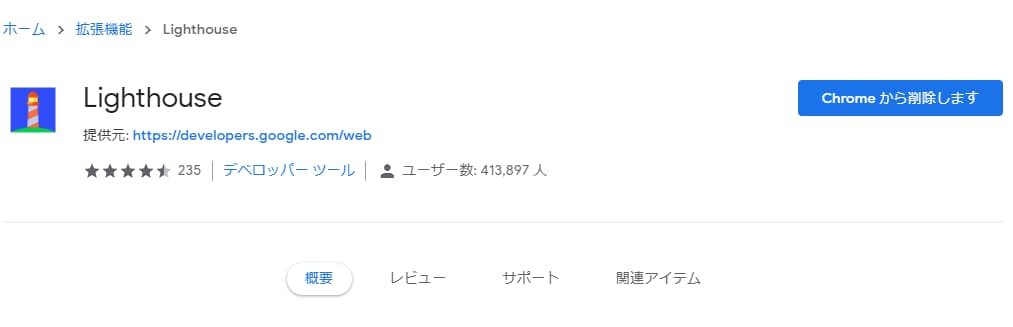 ホーム > 拡張機能 > Lighthouse
Lighthouse
Chrome から削除します
提供元: https://developers.google.com/web
235 デベロッパー ツール ユーザー数: 413,897 人
概要 レビュー サポート 関連アイテム